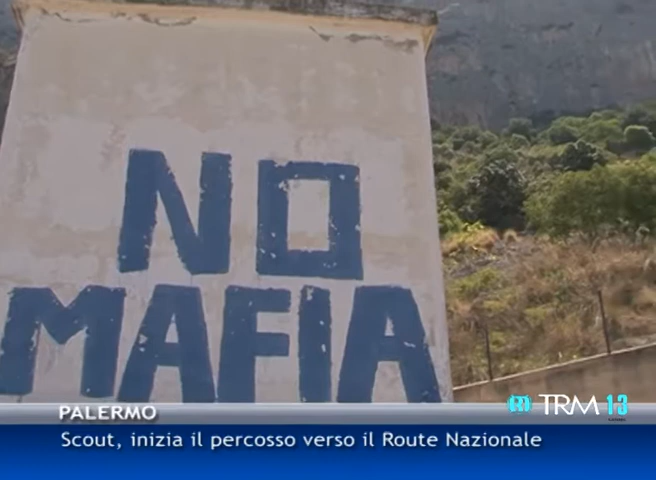 NO
MAFIA
PALERMO
TRM 13
Scout, inizia il percosso verso il Route Nazionale